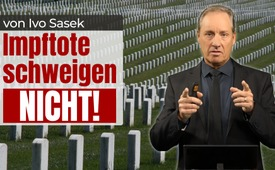 von Ivo Sasek
Impftote
schweigen
NICHT!